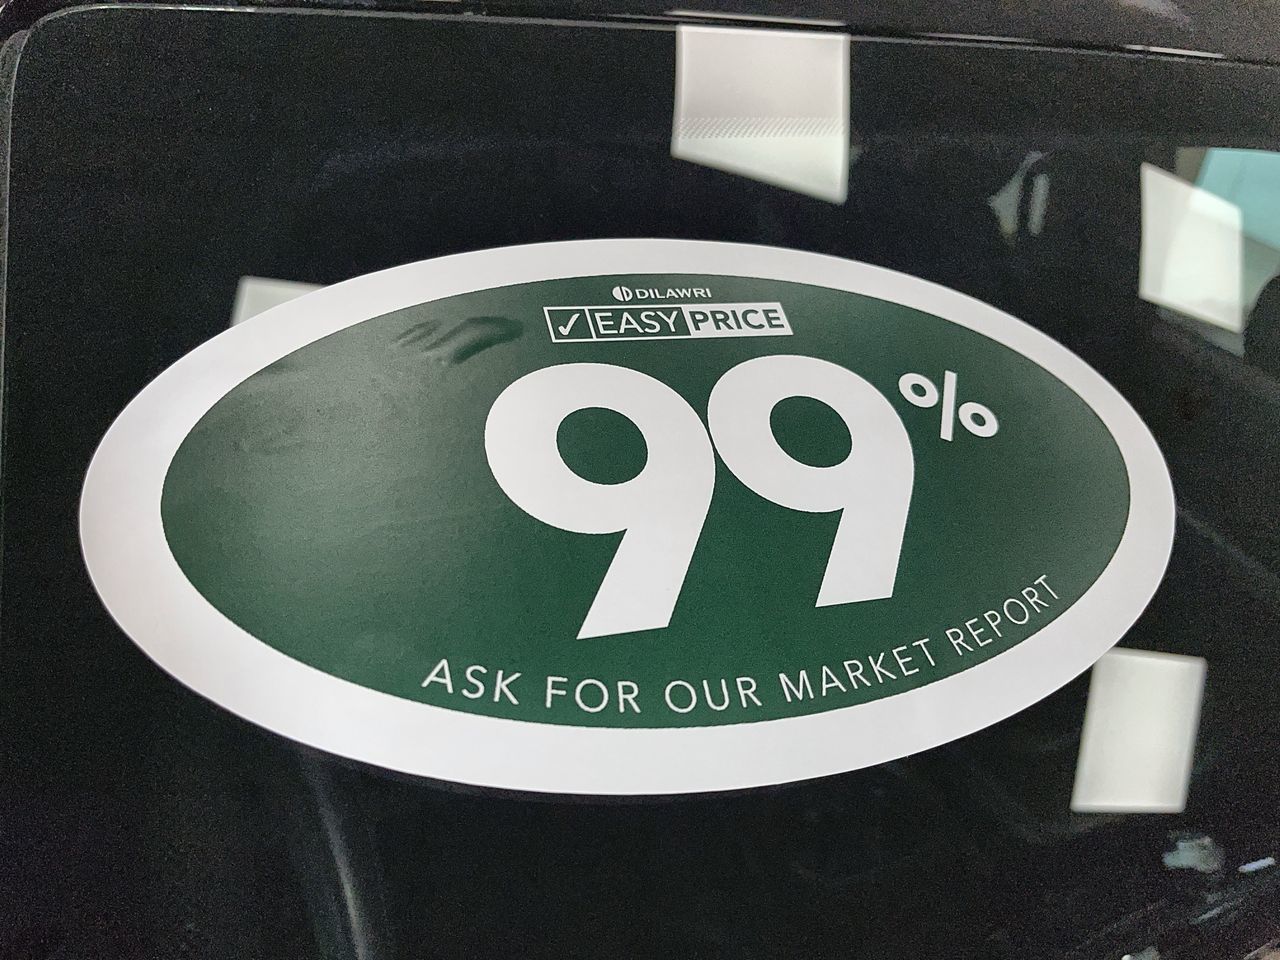 DILAWRI
✓ EASY PRICE
99%
ASK FOR OUR MARKET REPORT